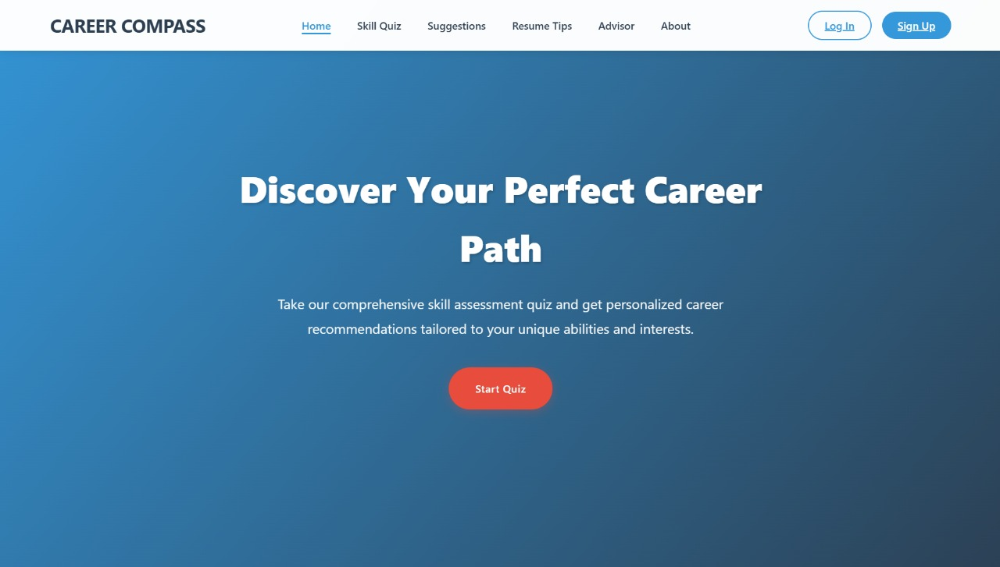 CAREER COMPASS
Home
Skill Quiz
Suggestions
Resume Tips
Advisor
About
Log In
Sign Up
Discover Your Perfect Career
Path
Take our comprehensive skill assessment quiz and get personalized career
recommendations tailored to your unique abilities and interests.
Start Quiz